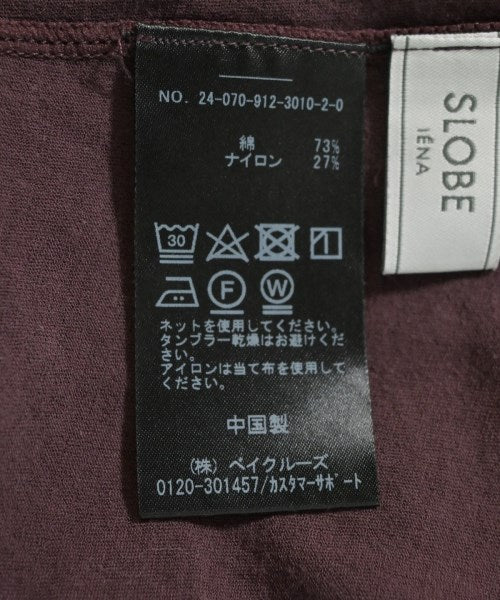 NO. 24-070-912-3010-2-0
綿 73%
ナイロン 27%
30
F W
ネットを使用してください。
タンブラー乾燥はお避けくだ
さい。
アイロンは当て布を使用して
ください。
中国製
(株) ベイクルーズ
0120-301457/カスタマーサポート
SLOBE
IÉNA